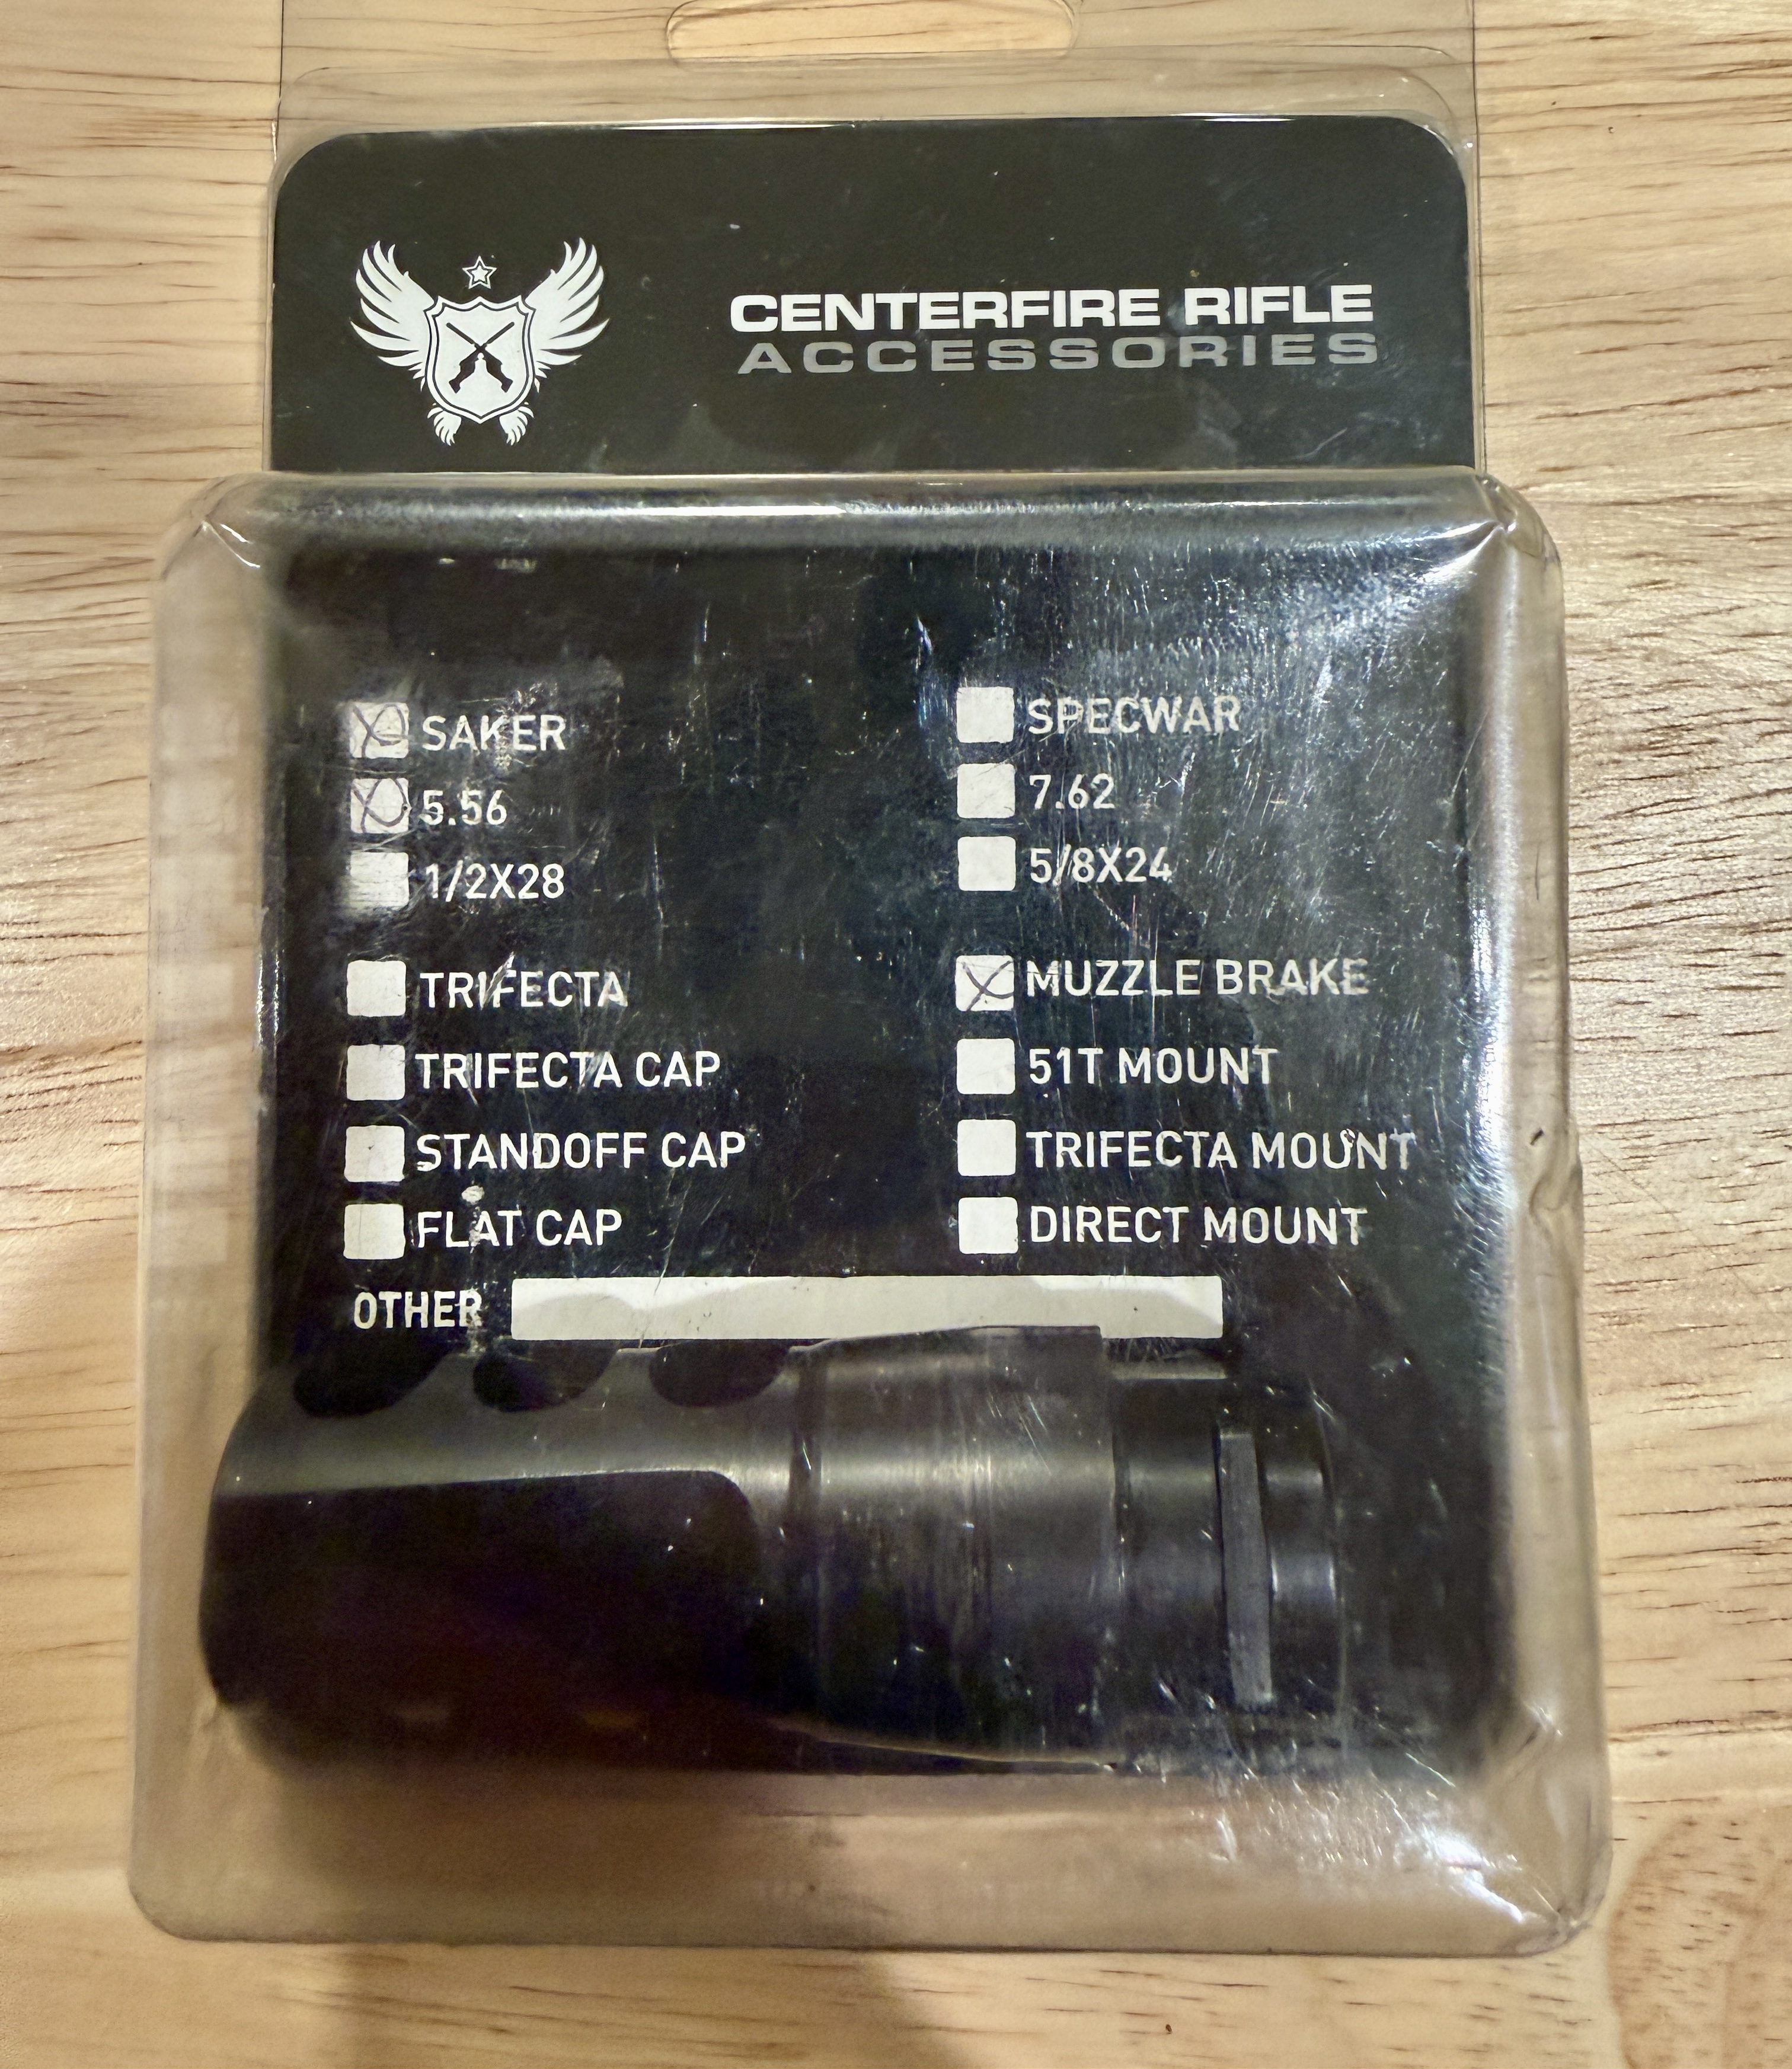 CENTERFIRE RIFLE
ACCESSORIES
SAKER
5.56
1/2X28
SPECWAR
7.62
5/8X24
TRIFECTA
TRIFECTA CAP
STANDOFF CAP
FLAT CAP
MUZZLE BRAKE
51T MOUNT
TRIFECTA MOUNT
DIRECT MOUNT
OTHER